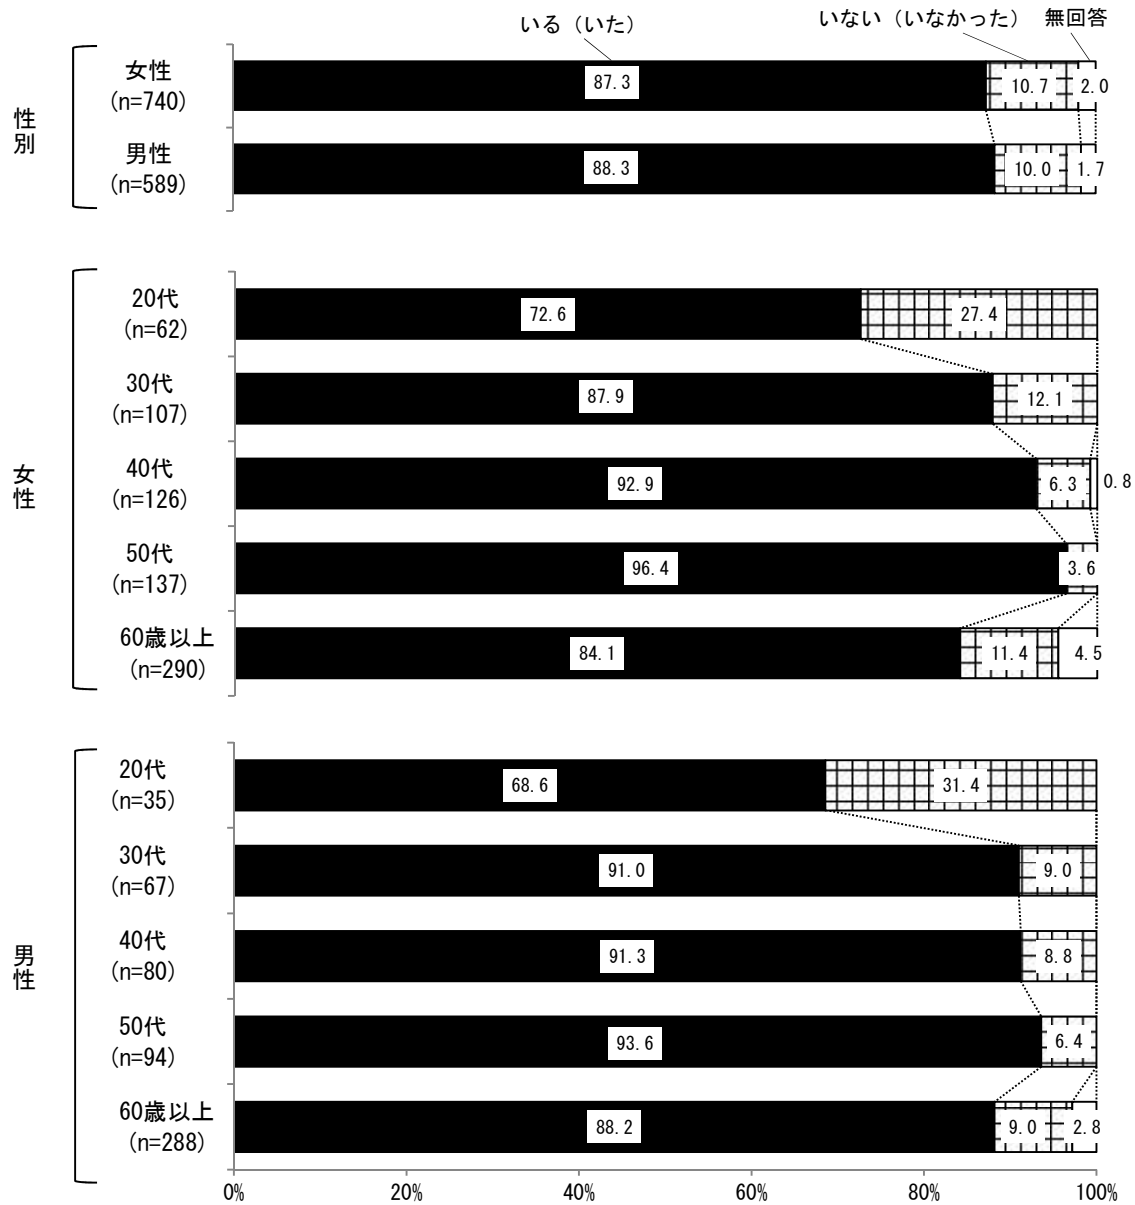 いる（いた）
いない（いなかった）
無回答
性別
女性
(n=740)
87.3
10.7
2.0
男性
(n=589)
88.3
10.0
1.7
女性
20代
(n=62)
72.6
27.4
30代
(n=107)
87.9
12.1
40代
(n=126)
92.9
6.3
0.8
50代
(n=137)
96.4
3.6
60歳以上
(n=290)
84.1
11.4
4.5
男性
20代
(n=35)
68.6
31.4
30代
(n=67)
91.0
9.0
40代
(n=80)
91.3
8.8
50代
(n=94)
93.6
6.4
60歳以上
(n=288)
88.2
9.0
2.8
0%
20%
40%
60%
80%
100%